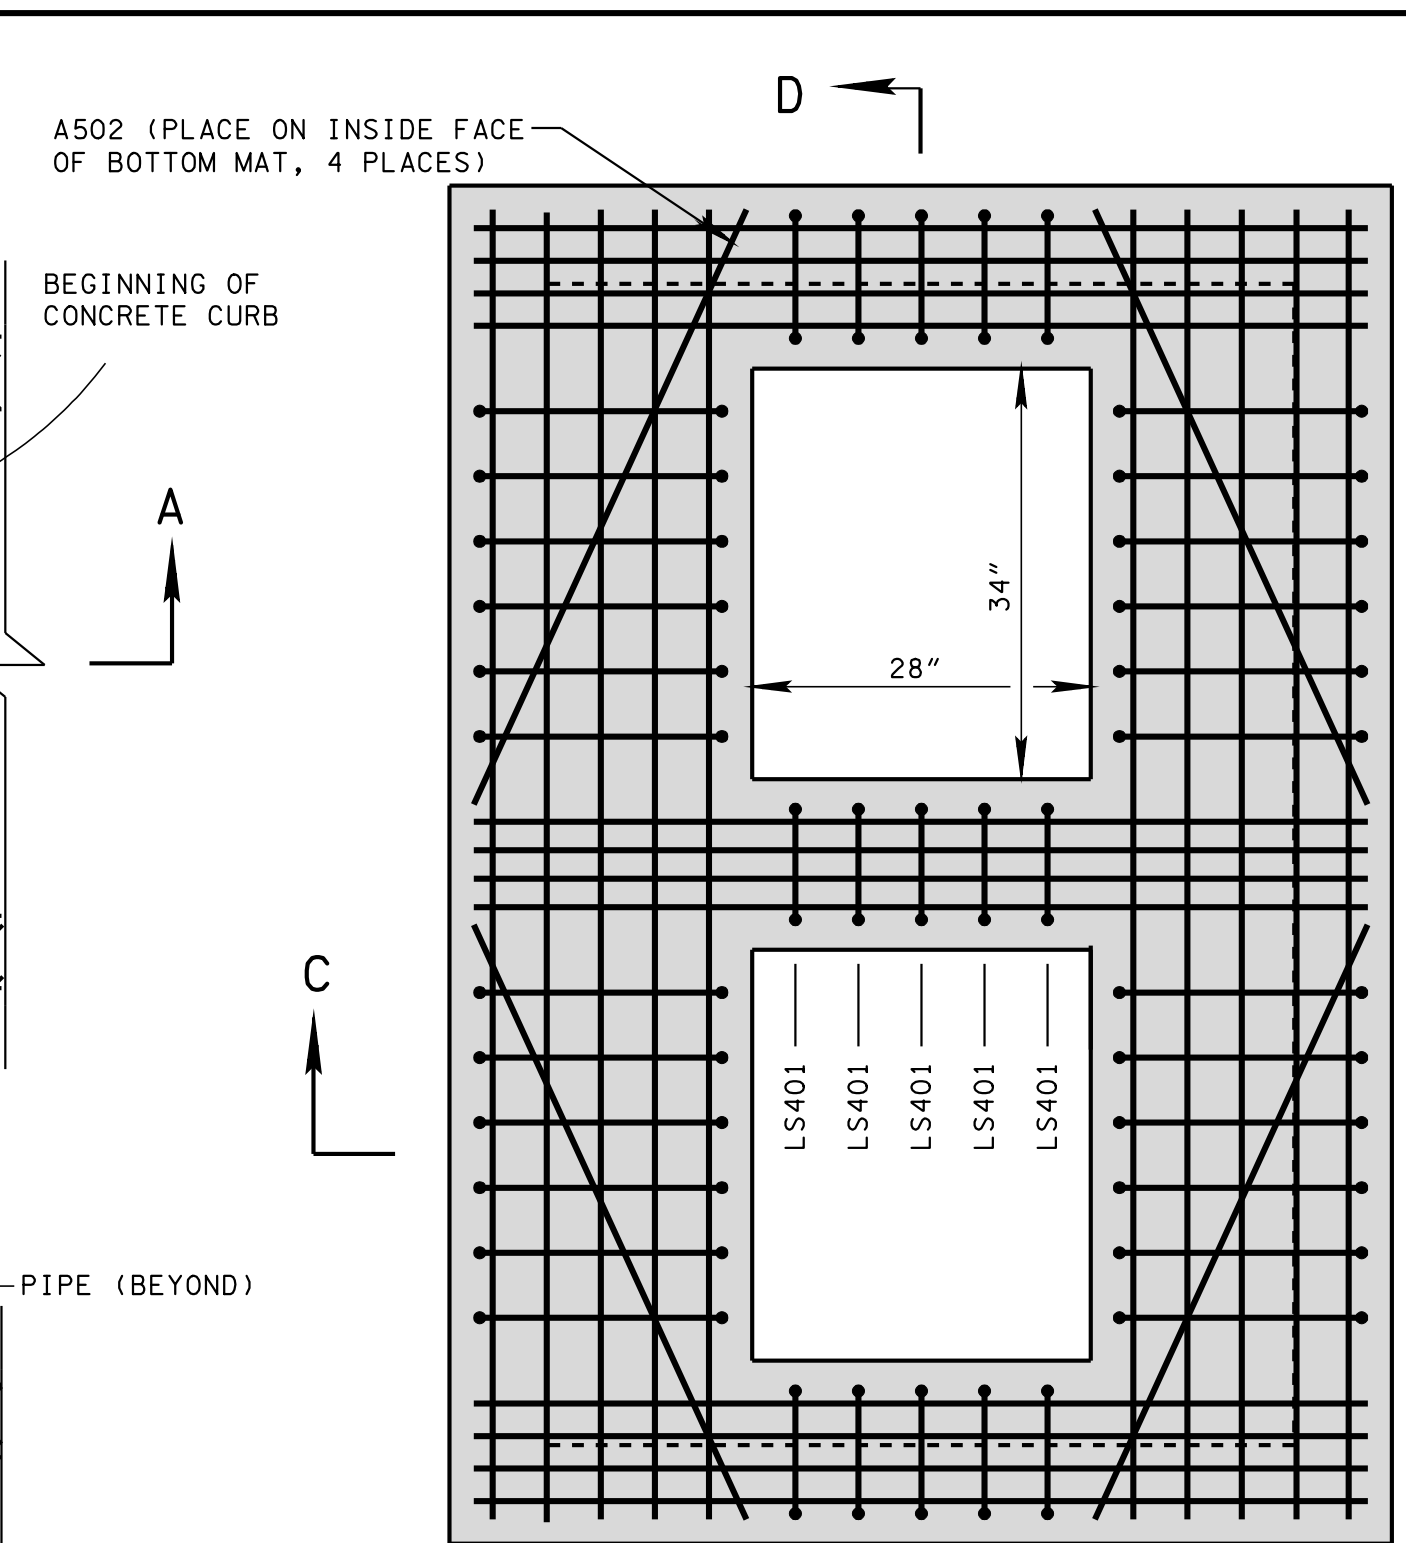 D
A502 (PLACE ON INSIDE FACE
OF BOTTOM MAT, 4 PLACES)
BEGINNING OF
CONCRETE CURB
A
34"
28"
C
LS401
LS401
LS401
LS401
LS401
PIPE (BEYOND)